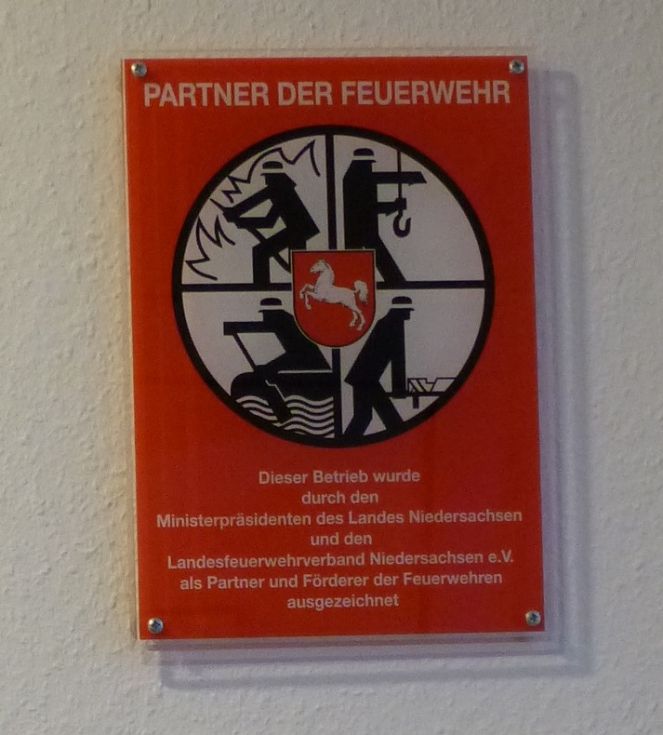 PARTNER DER FEUERWEHR
Dieser Betrieb wurde
durch den
Ministerpräsidenten des Landes Niedersachsen
und den
Landesfeuerwehrverband Niedersachsen e.V.
als Partner und Förderer der Feuerwehren
ausgezeichnet